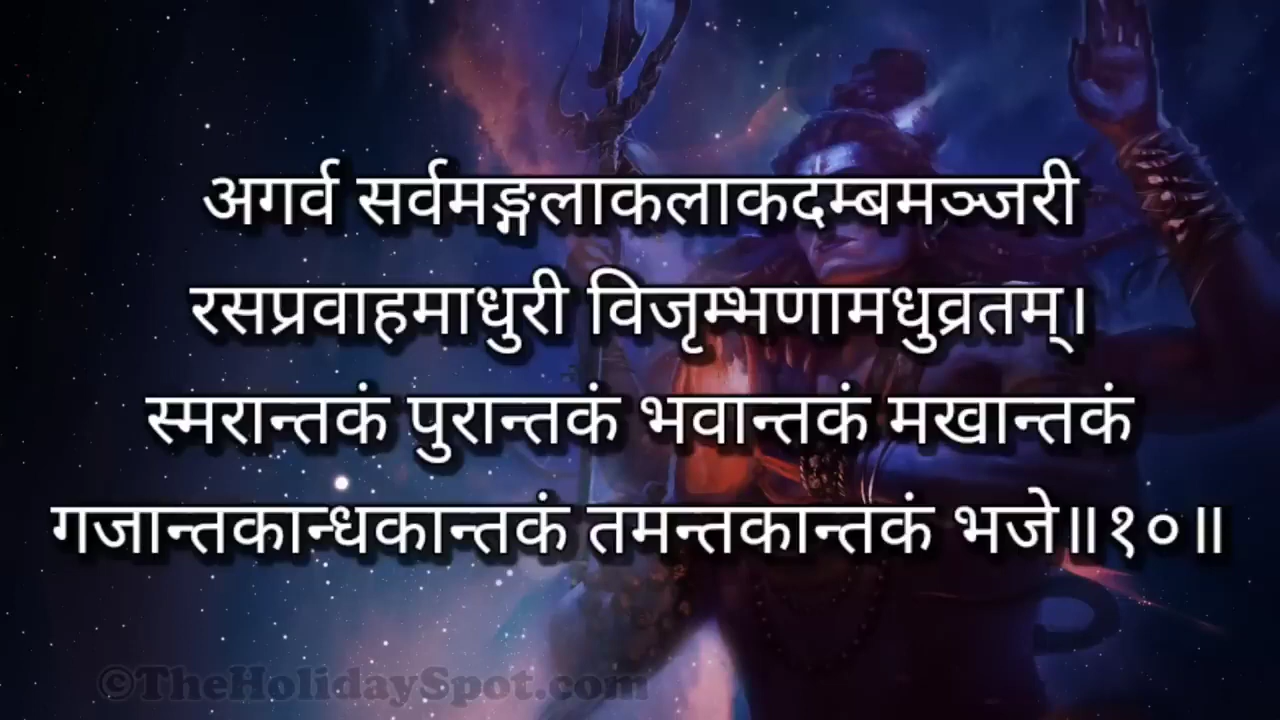 अगर्व सर्वमङ्गलाकलाकदम्बमञ्जरी
रसप्रवाहमाधुरी विजृम्भणामधुव्रतम्।
स्मरान्तकं पुरान्तकं भवान्तकं मखान्तकं
गजान्तकान्धकान्तकं तमन्तकान्तकं भजे॥१०॥
©TheHolidaySpot.com